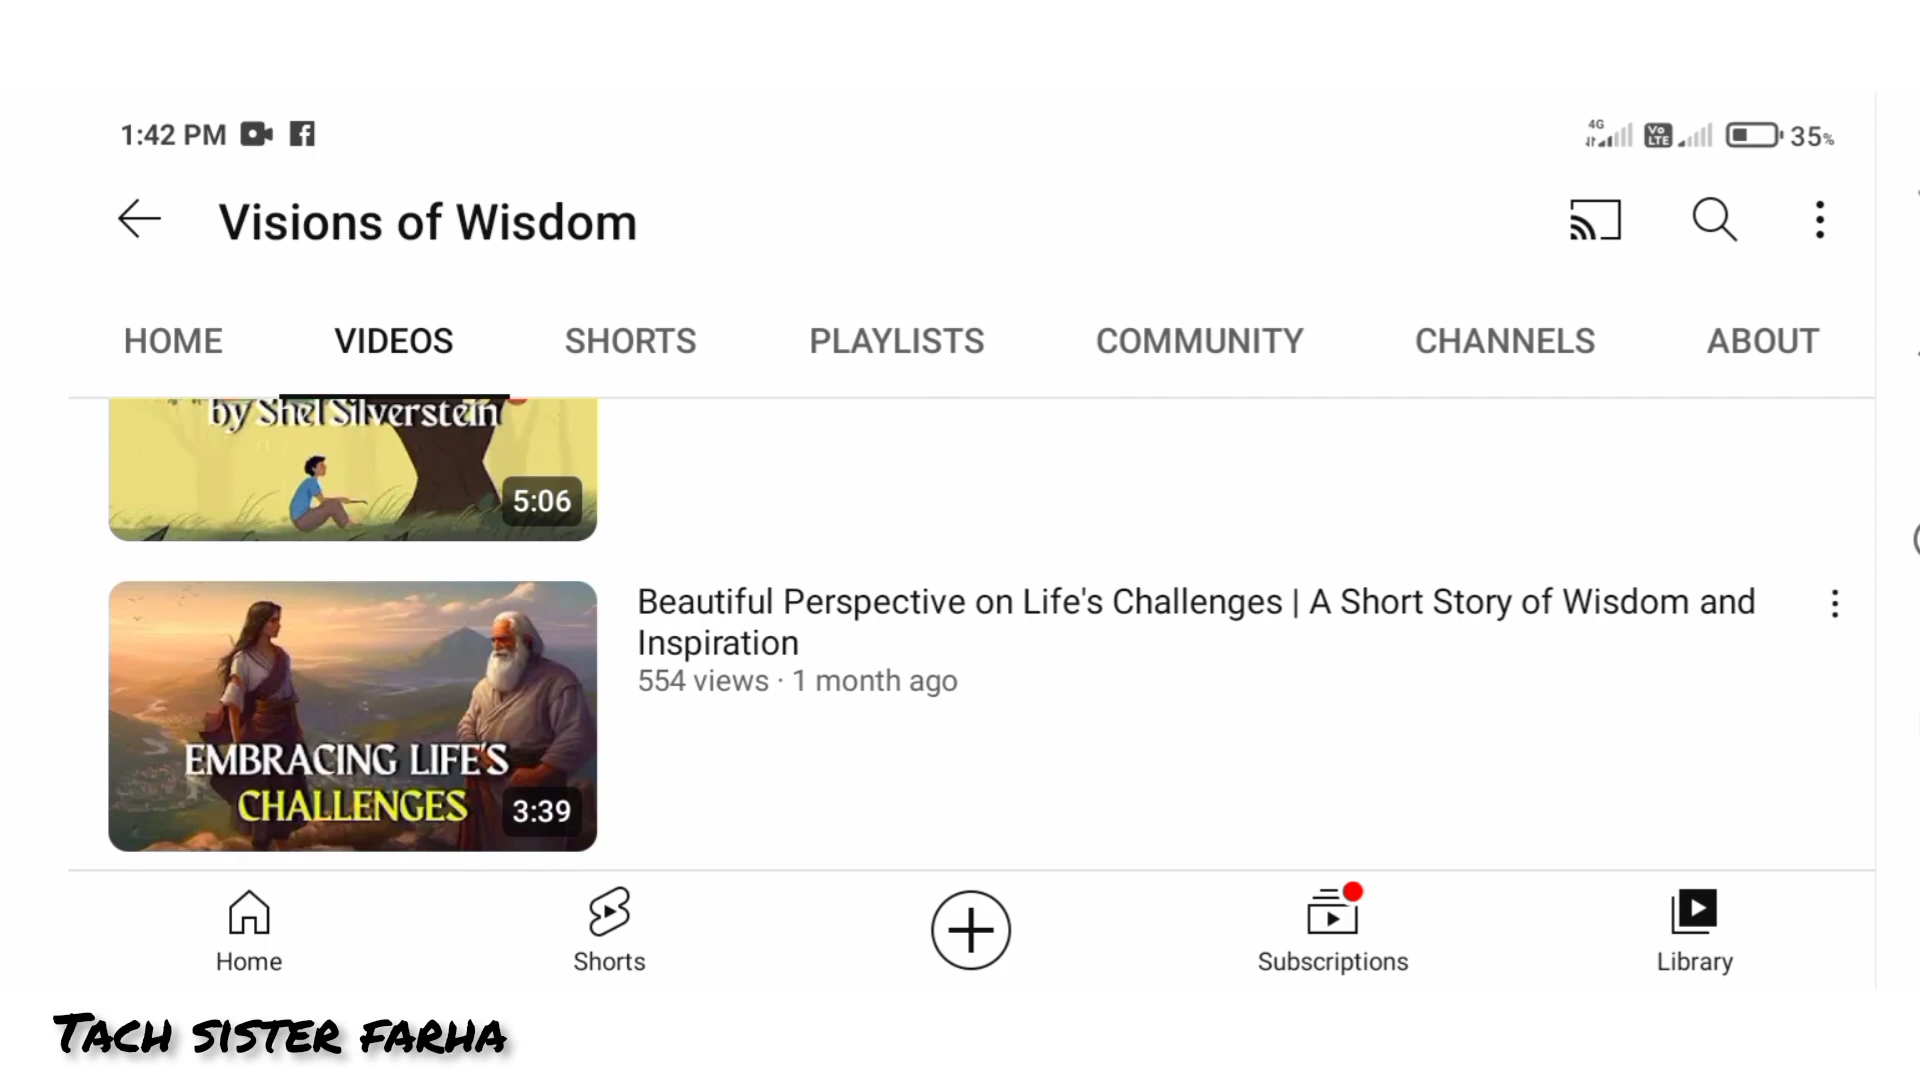 1:42 PM
4G
Vo LTE
35%
Visions of Wisdom
HOME VIDEOS SHORTS PLAYLISTS COMMUNITY CHANNELS ABOUT
by Shel Silverstein
5:06
Beautiful Perspective on Life's Challenges | A Short Story of Wisdom and
Inspiration
554 views · 1 month ago
EMBRACING LIFE'S
CHALLENGES
3:39
Home Shorts Subscriptions Library
TACH SISTER FARHA